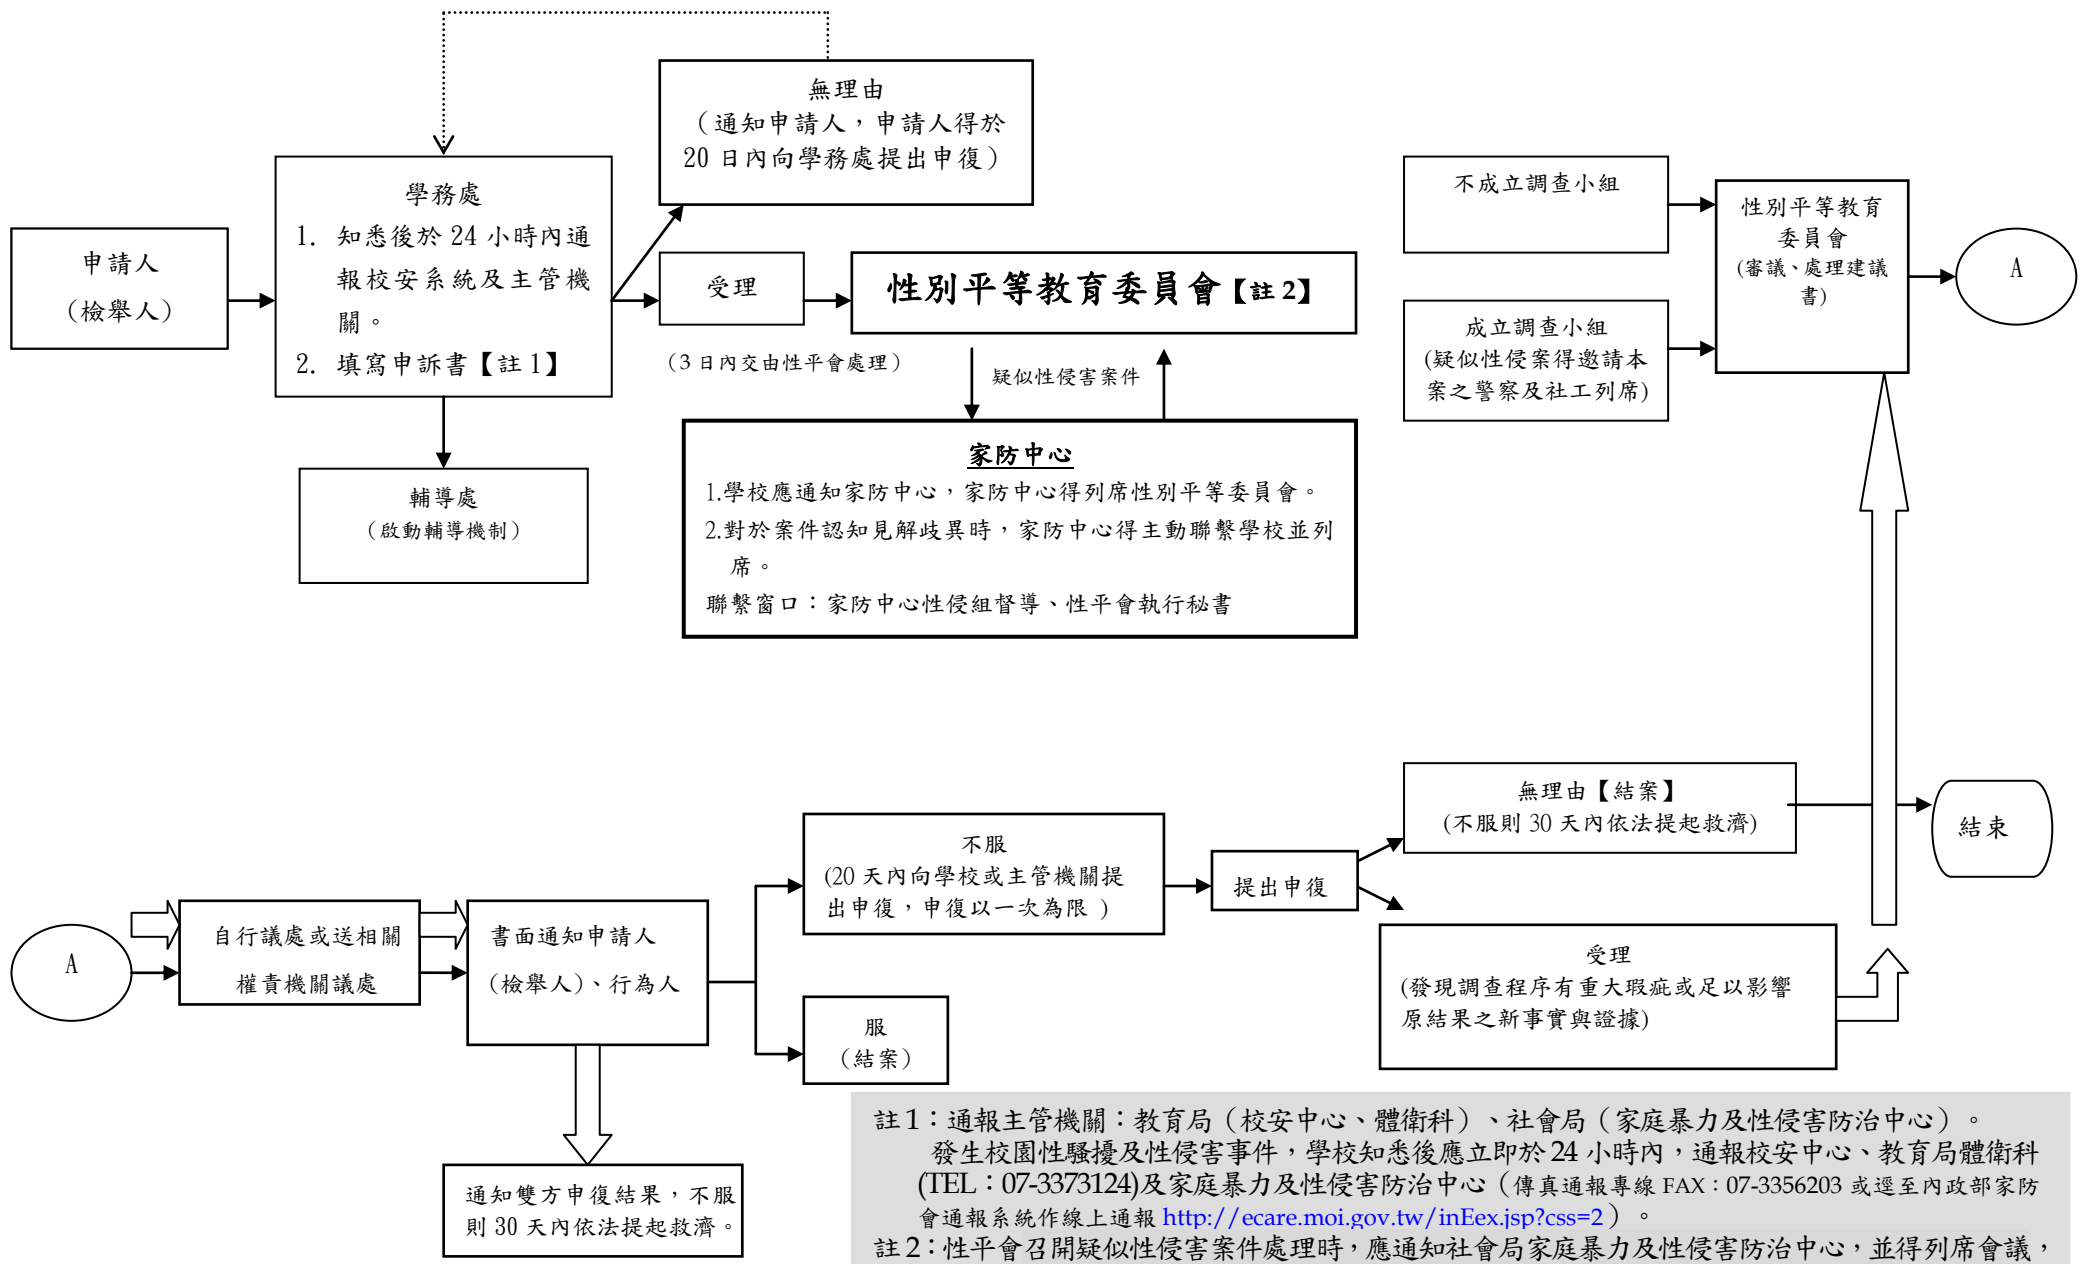 無理由
（通知申請人，申請人得於
20 日內向學務處提出申復）
申請人
（檢舉人）
學務處
1. 知悉後於 24 小時內通
報校安系統及主管機
關。
2. 填寫申訴書【註 1】
受理
性別平等教育委員會【註 2】
（3 日內交由性平會處理）
疑似性侵害案件
輔導處
（啟動輔導機制）
家防中心
1.學校應通知家防中心，家防中心得列席性別平等委員會。
2.對於案件認知見解歧異時，家防中心得主動聯繫學校並列
席。
聯繫窗口：家防中心性侵組督導、性平會執行秘書
不成立調查小組
成立調查小組
(疑似性侵案得邀請本
案之警察及社工列席)
性別平等教育
委員會
(審議、處理建議
書)
A
A
自行議處或送相關
權責機關議處
書面通知申請人
(檢舉人)、行為人
通知雙方申復結果，不服
則 30 天內依法提起救濟。
不服
(20 天內向學校或主管機關提
出申復，申復以一次為限 )
服
（結案）
提出申復
無理由【結案】
(不服則 30 天內依法提起救濟)
受理
(發現調查程序有重大瑕疵或足以影響
原結果之新事實與證據)
結束
註 1：通報主管機關：教育局（校安中心、體衛科）、社會局（家庭暴力及性侵害防治中心）。
發生校園性騷擾及性侵害事件，學校知悉後應立即於 24 小時內，通報校安中心、教育局體衛科
(TEL：07-3373124)及家庭暴力及性侵害防治中心（傳真通報專線 FAX：07-3356203 或逕至內政部家防
會通報系統作線上通報 http://ecare.moi.gov.tw/inEex.jsp?css=2）。
註 2：性平會召開疑似性侵害案件處理時，應通知社會局家庭暴力及性侵害防治中心，並得列席會議，